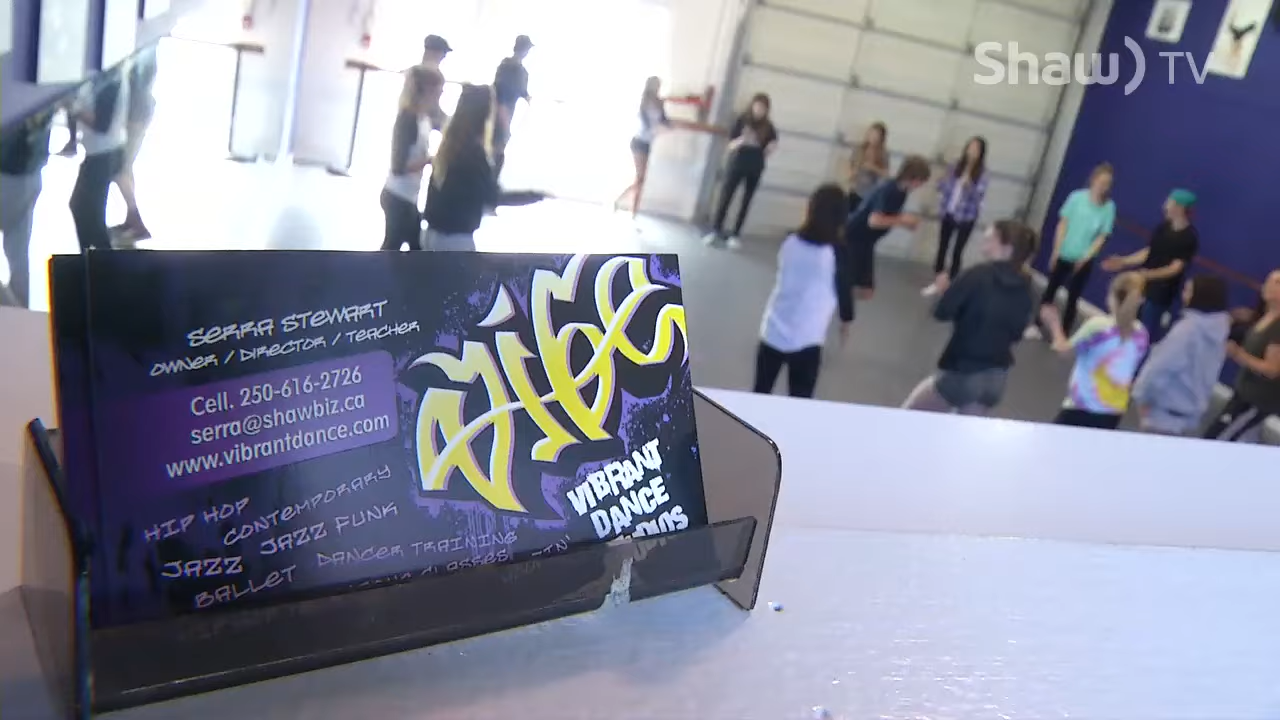 Shaw) TV
SERRA STEWART
OWNER / DIRECTOR / TEACHER
Cell. 250-616-2726
serra@shawbiz.ca
www.vibrantdance.com
HIP HOP
CONTEMPORARY
JAZZ JAZZ FUNK
BALLET DANCER TRAINING
Vibe
VIBRANT
DANCE